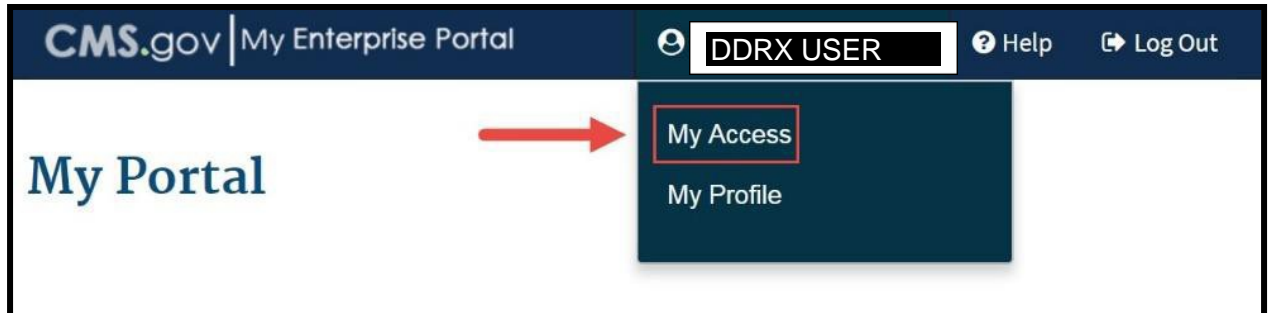 CMS.gov My Enterprise Portal DDRX USER Help Log Out
My Access
My Portal
My Profile